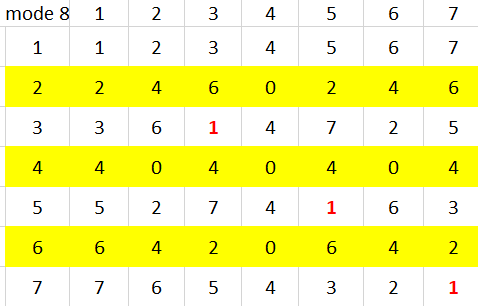 mode 8 1 2 3 4 5 6 7
1 1 2 3 4 5 6 7
2 2 4 6 0 2 4 6
3 3 6 1 4 7 2 5
4 4 0 4 0 4 0 4
5 5 2 7 4 1 6 3
6 6 4 2 0 6 4 2
7 7 6 5 4 3 2 1